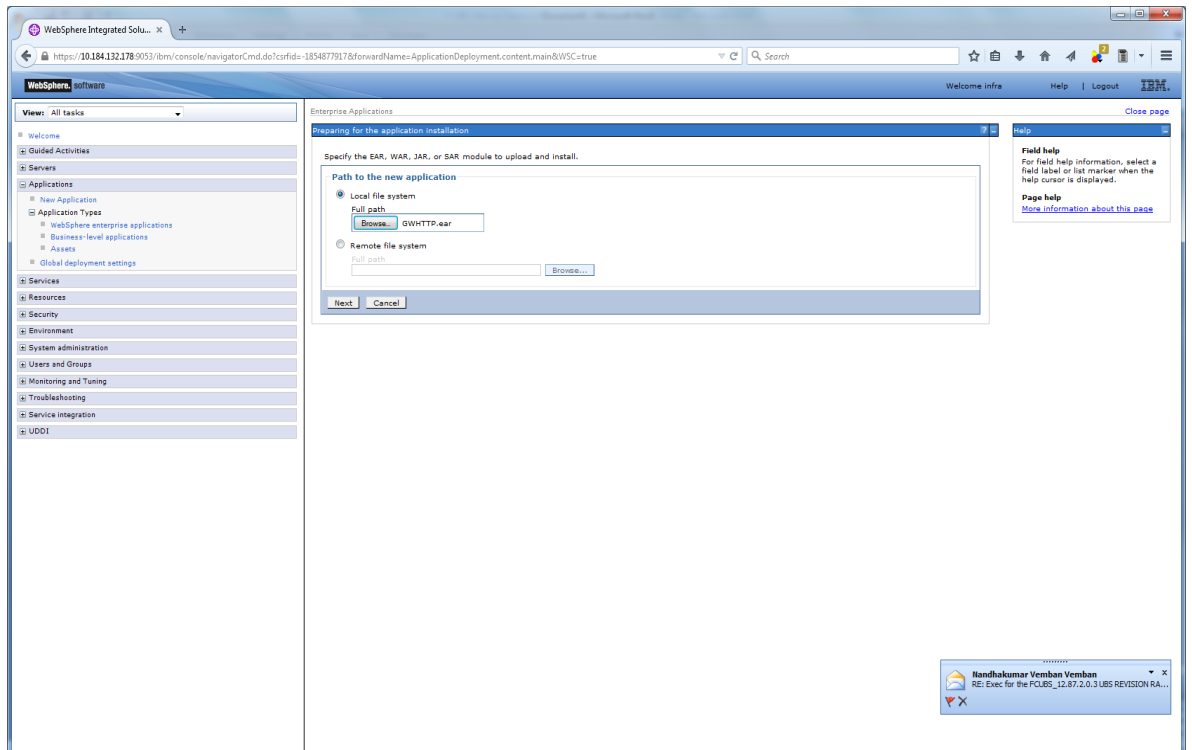 WebSphere Integrated Solu... × +
https://10.184.132.178:9053/ibm/console/navigatorCmd.do?csrfid=-1854877917&forwardName=ApplicationDeployment.content.main&WSC=true
Search
2
WebSphere. software
Welcome infra
Help | Logout
IBM.
View: All tasks
Welcome
Guided Activities
Servers
Applications
New Application
Application Types
WebSphere enterprise applications
Business-level applications
Assets
Global deployment settings
Services
Resources
Security
Environment
System administration
Users and Groups
Monitoring and Tuning
Troubleshooting
Service integration
UDDI
Enterprise Applications
Close page
Preparing for the application installation
? -
Specify the EAR, WAR, JAR, or SAR module to upload and install.
Path to the new application
Local file system
Full path
Browse.. GWHTTP.ear
Remote file system
Full path
Browse...
Next Cancel
Help
Field help
For field help information, select a
field label or list marker when the
help cursor is displayed.
Page help
More information about this page
Nandhakumar Vemban Vemban
RE: Exec for the FCUBS_12.87.2.0.3 UBS REVISION RA...